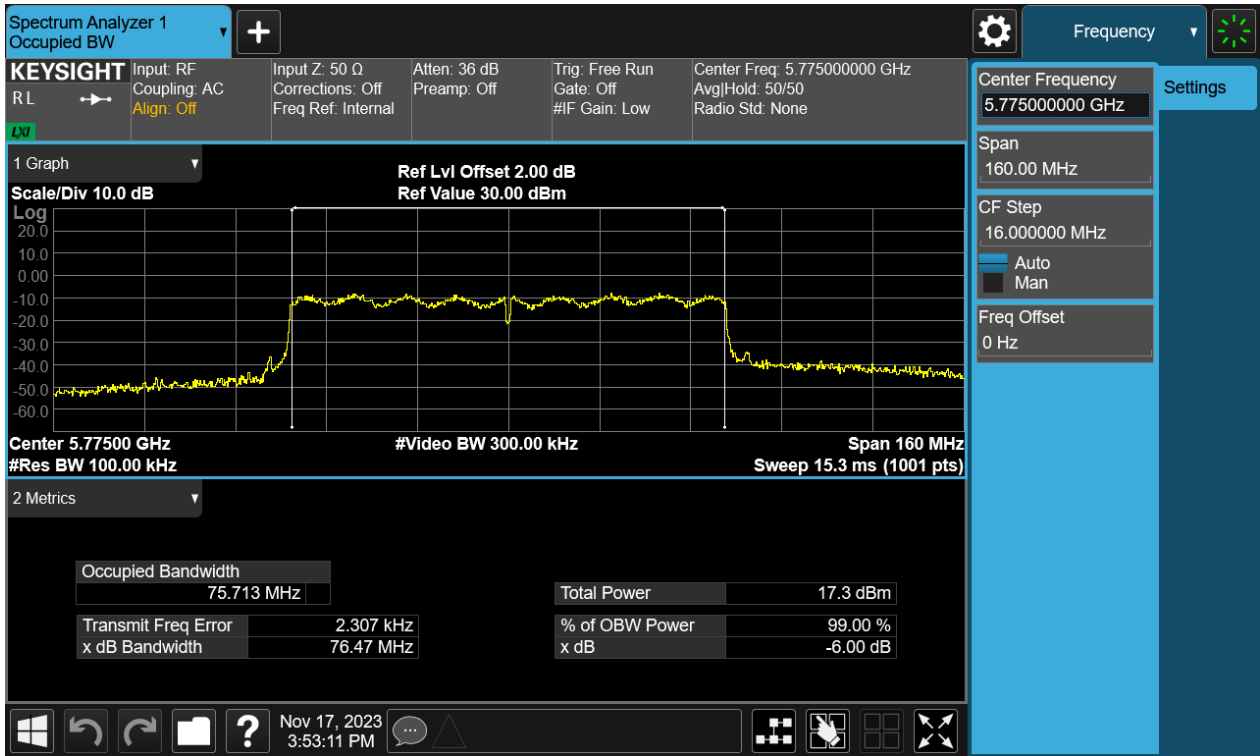 Spectrum Analyzer 1
Occupied BW
Frequency
KEYSIGHT
R L
LXI
Input: RF
Coupling: AC
Align: Off
Input Z: 50 Ω
Corrections: Off
Freq Ref: Internal
Atten: 36 dB
Preamp: Off
Trig: Free Run
Gate: Off
#IF Gain: Low
Center Freq: 5.775000000 GHz
Avg|Hold: 50/50
Radio Std: None
Center Frequency
5.775000000 GHz
Settings
Span
160.00 MHz
CF Step
16.000000 MHz
Auto
Man
Freq Offset
0 Hz
1 Graph
Scale/Div 10.0 dB
Ref Lvl Offset 2.00 dB
Ref Value 30.00 dBm
Log
20.0
10.0
0.00
-10.0
-20.0
-30.0
-40.0
-50.0
-60.0
Center 5.77500 GHz
#Video BW 300.00 kHz
Span 160 MHz
#Res BW 100.00 kHz
Sweep 15.3 ms (1001 pts)
2 Metrics
Occupied Bandwidth
75.713 MHz
Total Power 17.3 dBm
Transmit Freq Error 2.307 kHz
% of OBW Power 99.00 %
x dB Bandwidth 76.47 MHz
x dB -6.00 dB
Nov 17, 2023
3:53:11 PM